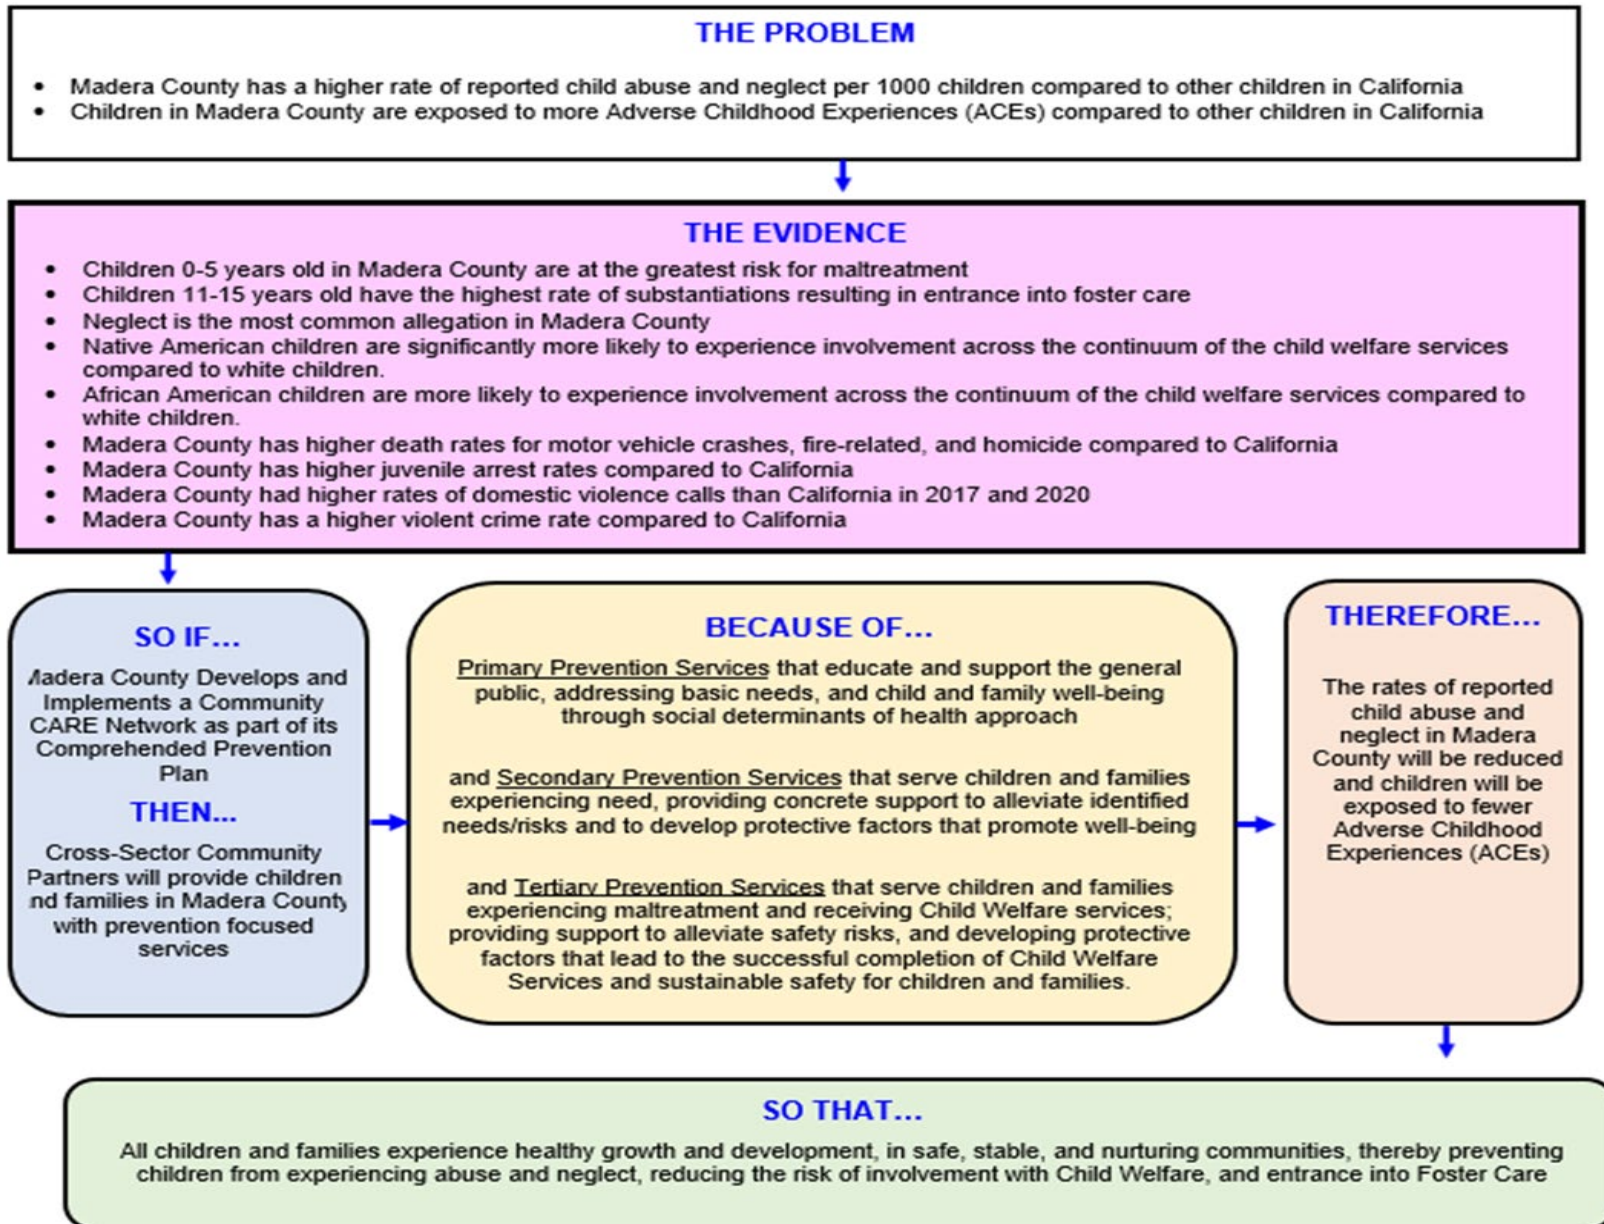 THE PROBLEM
• Madera County has a higher rate of reported child abuse and neglect per 1000 children compared to other children in California
• Children in Madera County are exposed to more Adverse Childhood Experiences (ACEs) compared to other children in California
THE EVIDENCE
• Children 0-5 years old in Madera County are at the greatest risk for maltreatment
• Children 11-15 years old have the highest rate of substantiations resulting in entrance into foster care
• Neglect is the most common allegation in Madera County
• Native American children are significantly more likely to experience involvement across the continuum of the child welfare services
compared to white children.
• African American children are more likely to experience involvement across the continuum of the child welfare services compared to
white children.
• Madera County has higher death rates for motor vehicle crashes, fire-related, and homicide compared to California
• Madera County has higher juvenile arrest rates compared to California
• Madera County had higher rates of domestic violence calls than California in 2017 and 2020
• Madera County has a higher violent crime rate compared to California
SO IF...
Madera County Develops and
Implements a Community
CARE Network as part of its
Comprehended Prevention
Plan
THEN...
Cross-Sector Community
Partners will provide children
nd families in Madera County
with prevention focused
services
BECAUSE OF...
Primary Prevention Services that educate and support the general
public, addressing basic needs, and child and family well-being
through social determinants of health approach
and Secondary Prevention Services that serve children and families
experiencing need, providing concrete support to alleviate identified
needs/risks and to develop protective factors that promote well-being
and Tertiary Prevention Services that serve children and families
experiencing maltreatment and receiving Child Welfare services;
providing support to alleviate safety risks, and developing protective
factors that lead to the successful completion of Child Welfare
Services and sustainable safety for children and families.
THEREFORE...
The rates of reported
child abuse and
neglect in Madera
County will be reduced
and children will be
exposed to fewer
Adverse Childhood
Experiences (ACEs)
SO THAT...
All children and families experience healthy growth and development, in safe, stable, and nurturing communities, thereby preventing
children from experiencing abuse and neglect, reducing the risk of involvement with Child Welfare, and entrance into Foster Care